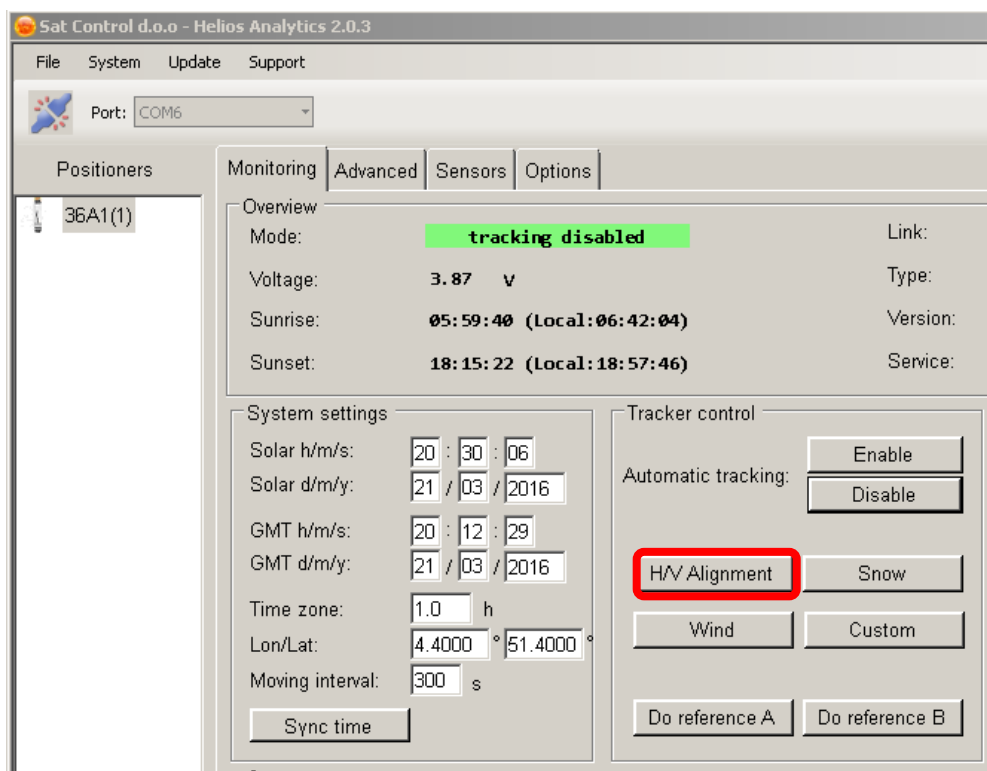 Sat Control d.o.o - Helios Analytics 2.0.3
File System Update Support
Port: COM6
Positioners
36A1(1)
Monitoring Advanced Sensors Options
Overview
Mode: tracking disabled Link:
Voltage: 3.87 V Type:
Sunrise: 05:59:40 (Local:06:42:04) Version:
Sunset: 18:15:22 (Local:18:57:46) Service:
System settings
Solar h/m/s: 20 : 30 : 06
Solar d/m/y: 21 / 03 / 2016
GMT h/m/s: 20 : 12 : 29
GMT d/m/y: 21 / 03 / 2016
Time zone: 1.0 h
Lon/Lat: 4.4000 ° 51.4000 °
Moving interval: 300 s
Sync time
Tracker control
Automatic tracking: Enable
Disable
H/V Alignment Snow
Wind Custom
Do reference A Do reference B